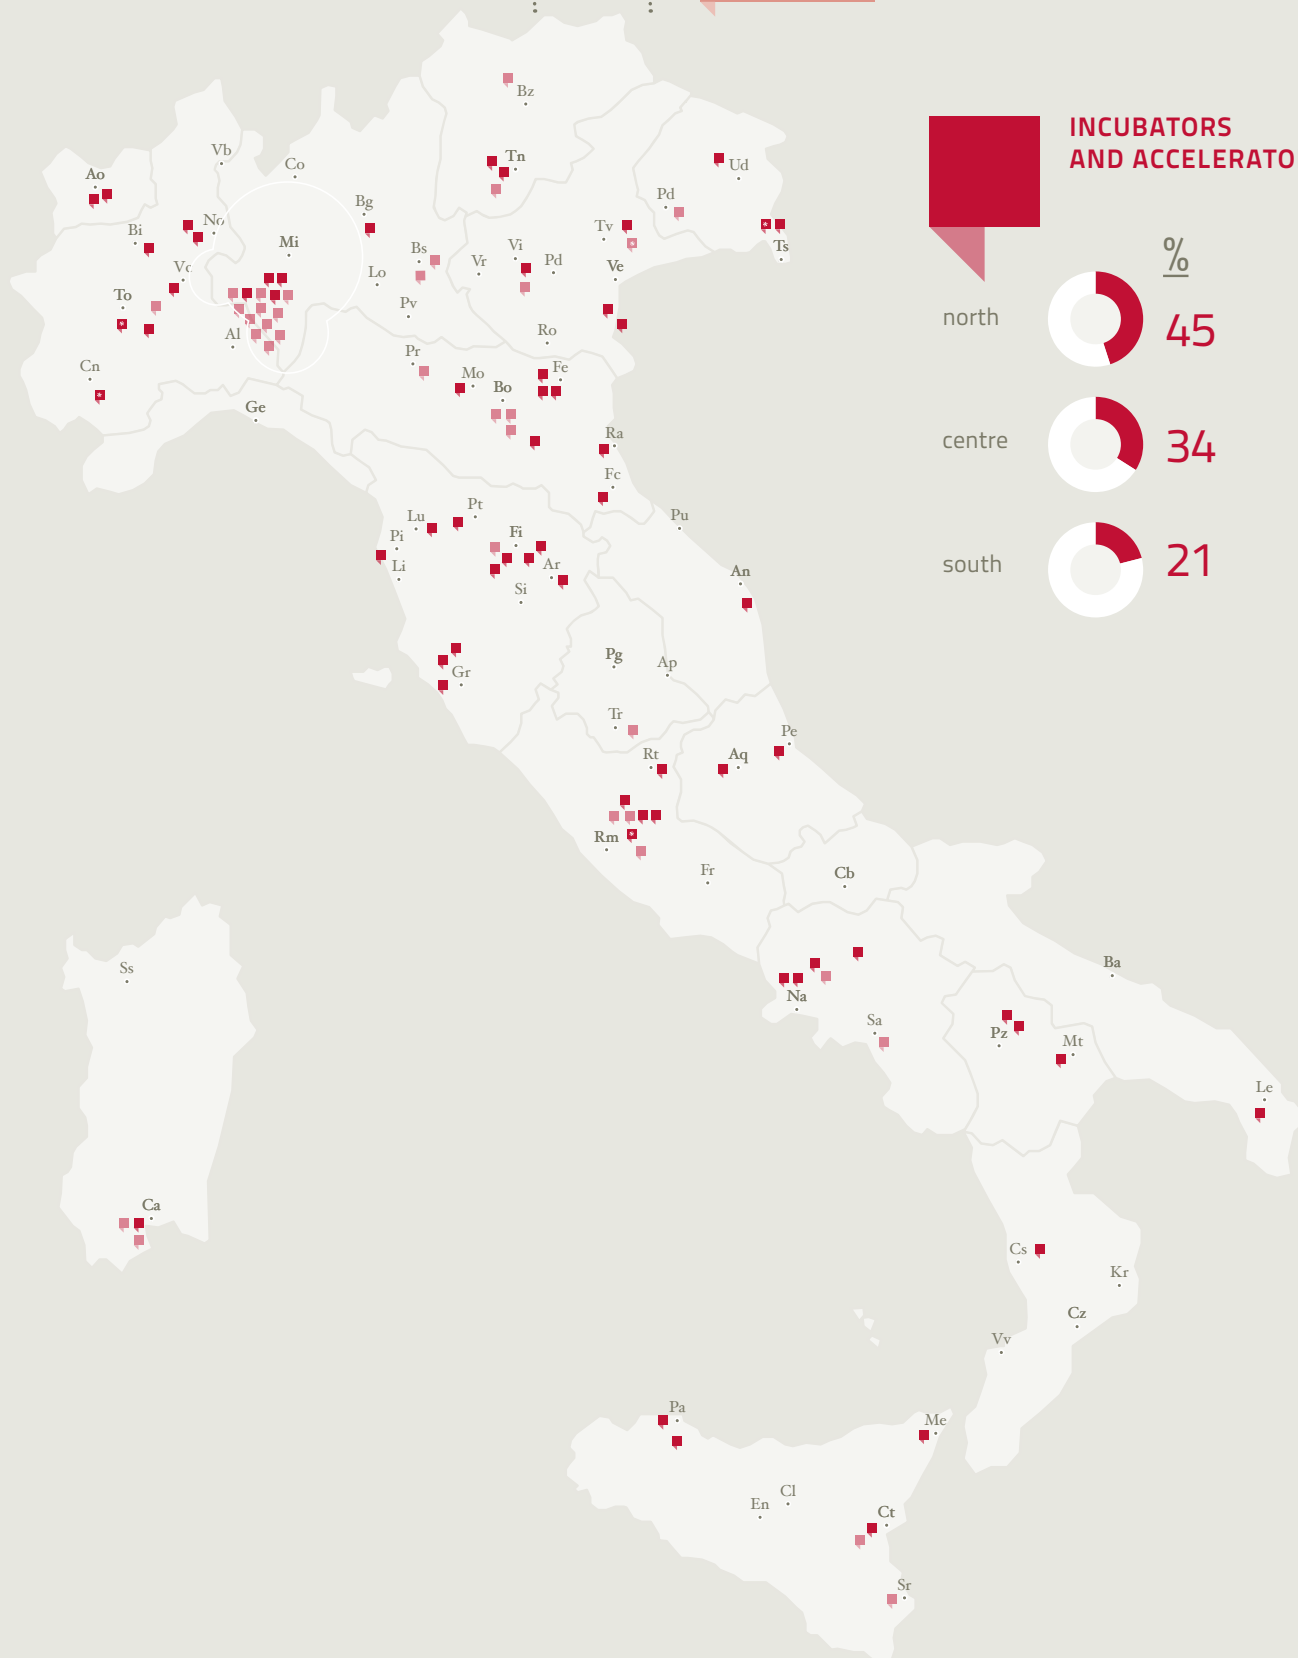 INCUBATORS
AND ACCELERATO
%
north
45
centre
34
south
21
Bz
Vb
Co
Tn
Ud
Ao
Pd
Bg
No
Tv
Bi
Mi
Bs
Vi
Ts
Vr
Pd
Ve
Lo
To
Pv
Al
Ro
Pr
Cn
Mo
Fe
Bo
Ge
Ra
Fc
Pt
Lu
Pu
Pi
Fi
Li
Ar
An
Si
Pg
Ap
Gr
Tr
Pe
Rt
Aq
Rm
Fr
Cb
Ss
Ba
Na
Sa
Pz
Mt
Le
Ca
Cs
Kr
Cz
Vv
Pa
Me
En
Cl
Ct
Sr